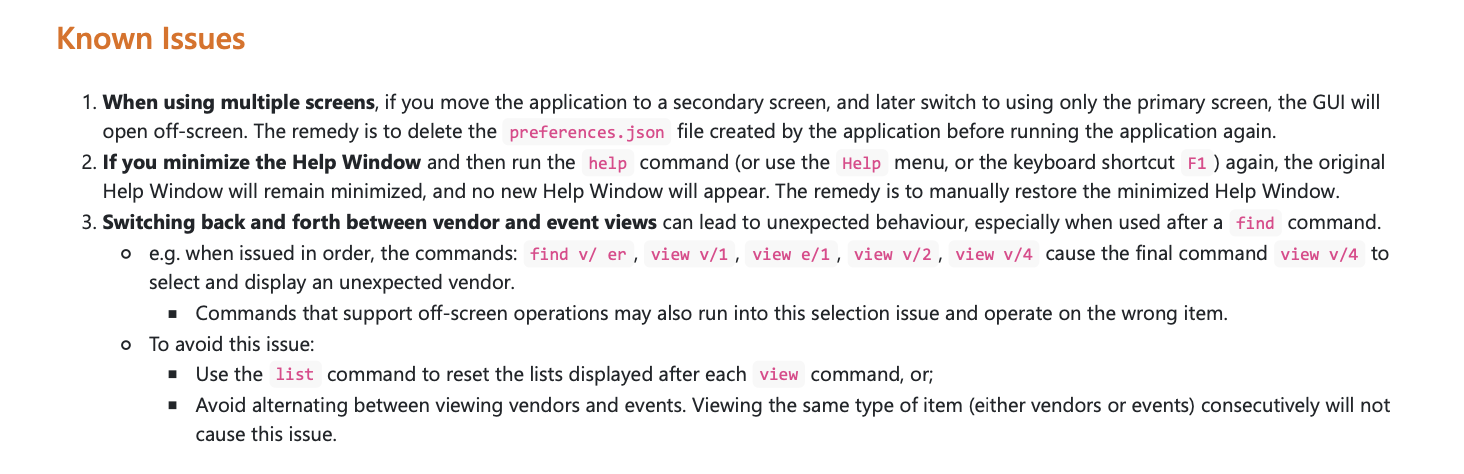 Known Issues
1. When using multiple screens, if you move the application to a secondary screen, and later switch to using only the primary screen, the GUI will
open off-screen. The remedy is to delete the preferences.json file created by the application before running the application again.
2. If you minimize the Help Window and then run the help command (or use the Help menu, or the keyboard shortcut F1 ) again, the original
Help Window will remain minimized, and no new Help Window will appear. The remedy is to manually restore the minimized Help Window.
3. Switching back and forth between vendor and event views can lead to unexpected behaviour, especially when used after a find command.
e.g. when issued in order, the commands: find v/ er , view v/1 , view e/1 , view v/2 , view v/4 cause the final command view v/4 to
select and display an unexpected vendor.
Commands that support off-screen operations may also run into this selection issue and operate on the wrong item.
To avoid this issue:
Use the list command to reset the lists displayed after each view command, or;
Avoid alternating between viewing vendors and events. Viewing the same type of item (either vendors or events) consecutively will not
cause this issue.